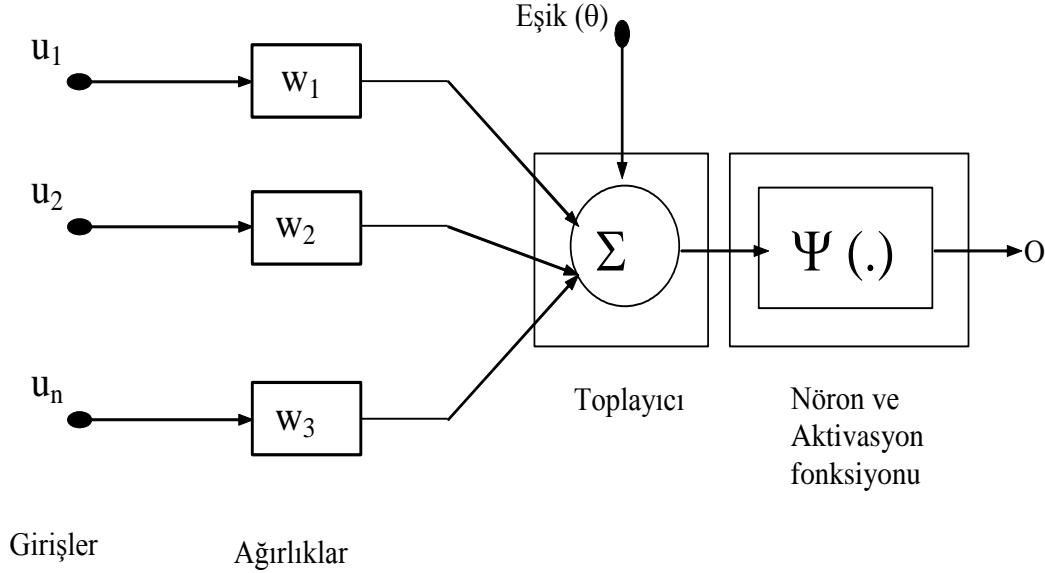 Eşik (θ)
u₁
w₁
u₂
w₂
Σ
Ψ (.)
o
uₙ
w₃
Toplayıcı
Nöron ve
Aktivasyon
fonksiyonu
Girişler
Ağırlıklar